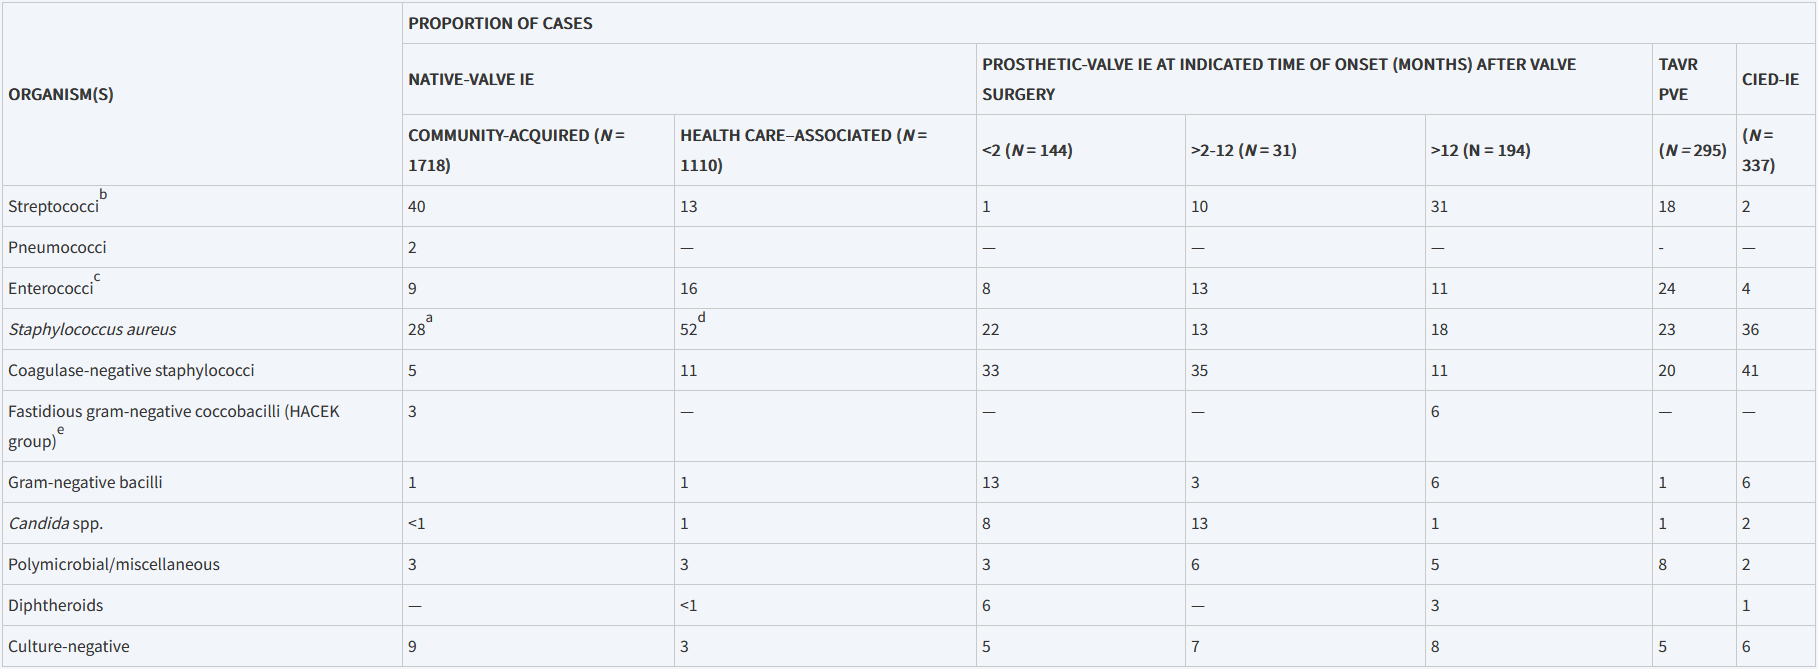 ORGANISM(S)
PROPORTION OF CASES
NATIVE-VALVE IE
PROSTHETIC-VALVE IE AT INDICATED TIME OF ONSET (MONTHS) AFTER VALVE
SURGERY
TAVR
PVE
CIED-IE
COMMUNITY-ACQUIRED (N =
1718)
HEALTH CARE–ASSOCIATED (N =
1110)
<2 (N = 144)
>2-12 (N = 31)
>12 (N = 194)
(N = 295)
(N =
337)
Streptococci b 40 13 1 10 31 18 2
Pneumococci 2 — — — — - —
Enterococci c 9 16 8 13 11 24 4
Staphylococcus aureus 28 a 52 d 22 13 18 23 36
Coagulase-negative staphylococci 5 11 33 35 11 20 41
Fastidious gram-negative coccobacilli (HACEK
group) e 3 — — — 6 — —
Gram-negative bacilli 1 1 13 3 6 1 6
Candida spp. <1 1 8 13 1 1 2
Polymicrobial/miscellaneous 3 3 3 6 5 8 2
Diphtheroids — <1 6 — 3 1
Culture-negative 9 3 5 7 8 5 6